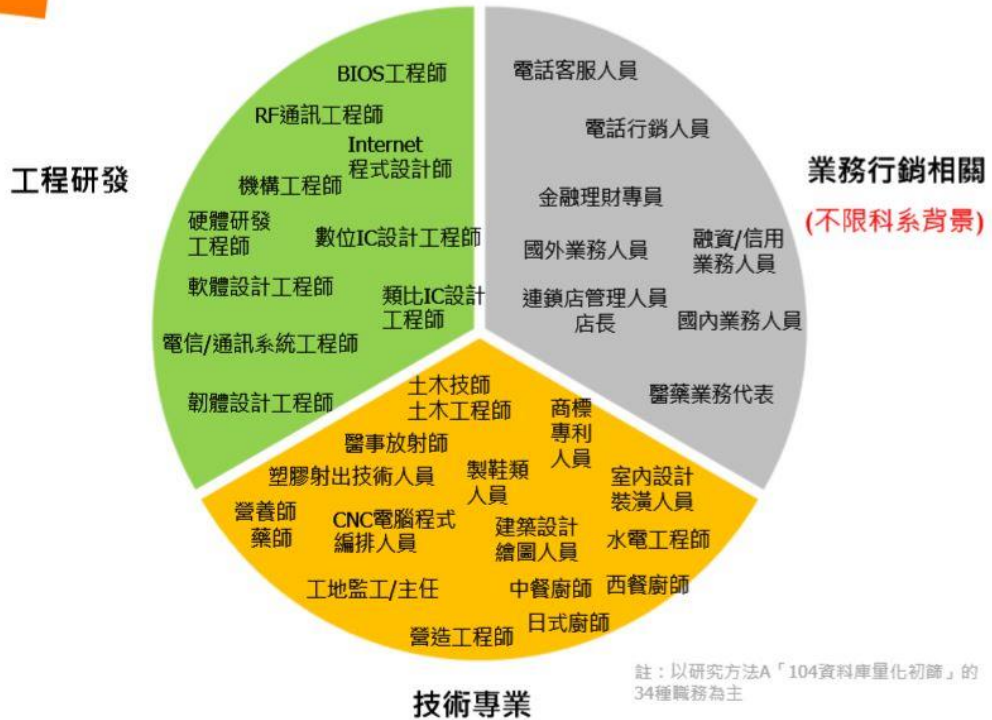 工程研發
BIOS工程師
RF通訊工程師
Internet
程式設計師
機構工程師
硬體研發
工程師
數位IC設計工程師
軟體設計工程師
類比IC設計
工程師
電信/通訊系統工程師
韌體設計工程師
業務行銷相關
(不限科系背景)
電話客服人員
電話行銷人員
金融理財專員
國外業務人員
融資/信用
業務人員
連鎖店管理人員
店長
國內業務人員
醫藥業務代表
土木技師
土木工程師
商標
專利
人員
醫事放射師
塑膠射出技術人員
製鞋類
人員
室內設計
裝潢人員
營養師
藥師
CNC電腦程式
編排人員
建築設計
繪圖人員
水電工程師
工地監工/主任
中餐廚師
西餐廚師
日式廚師
營造工程師
技術專業
註：以研究方法A「104資料庫量化初篩」的
34種職務為主